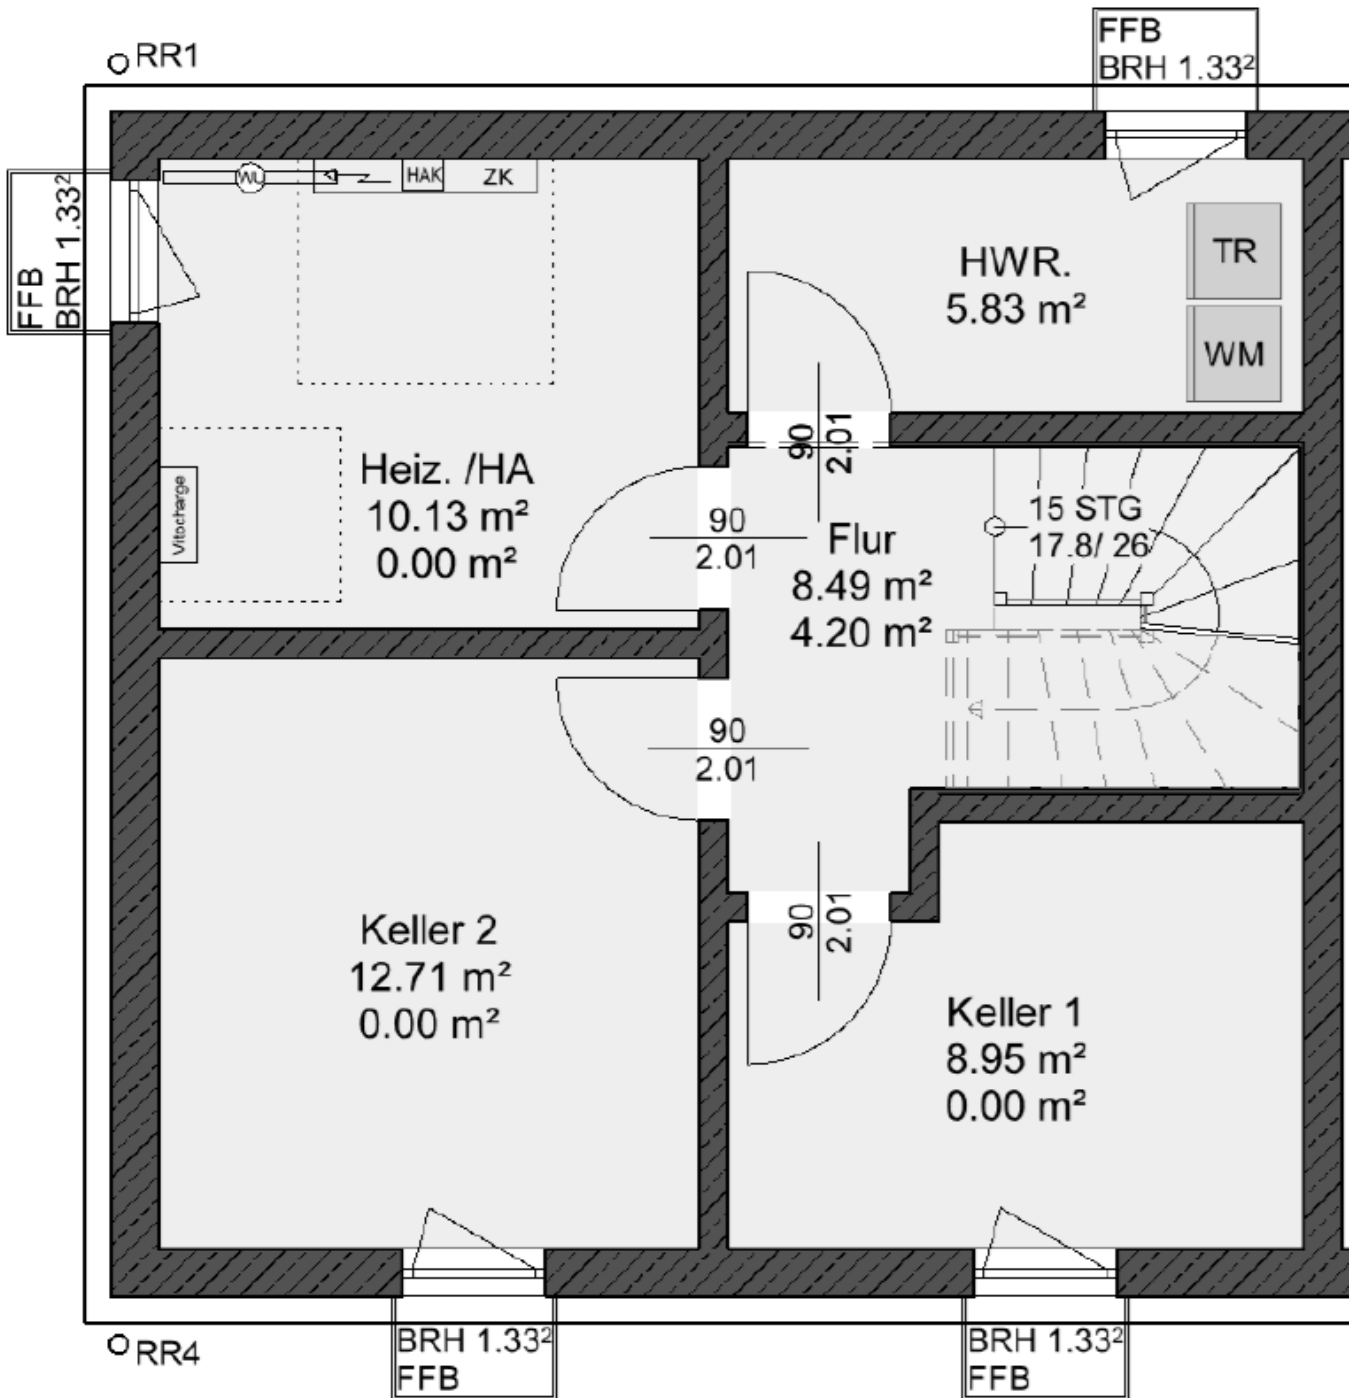 RR1
FFB
BRH 1.33²
FFB
BRH 1.33²
WU
HAK
ZK
HWR.
5.83 m²
TR
WM
Heiz. /HA
10.13 m²
0.00 m²
Vitocharge
90
2.01
90
2.01
Flur
8.49 m²
4.20 m²
15 STG
17.8/ 26
90
2.01
90
2.01
Keller 2
12.71 m²
0.00 m²
Keller 1
8.95 m²
0.00 m²
RR4
BRH 1.33²
FFB
BRH 1.33²
FFB